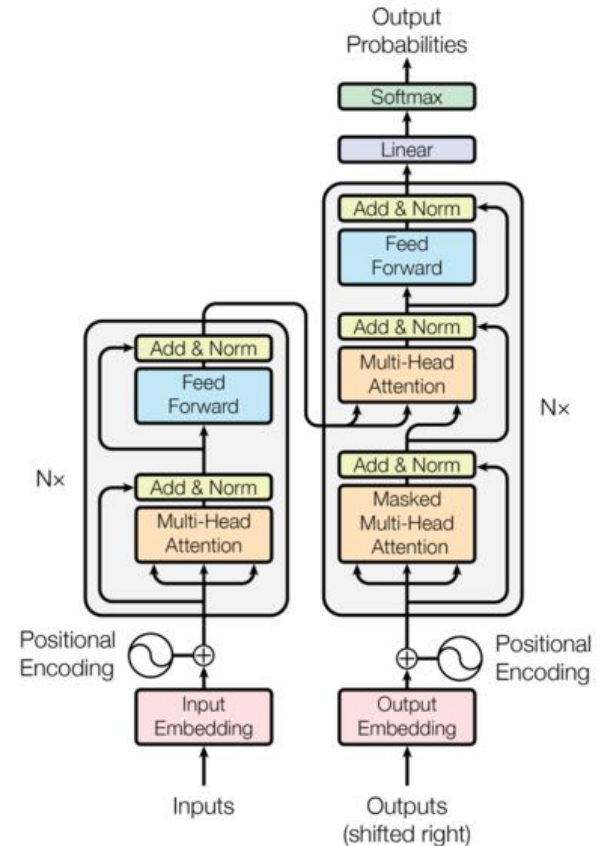 Output
Probabilities
Softmax
Linear
Add & Norm
Feed
Forward
Add & Norm
Multi-Head
Attention
Add & Norm
Masked
Multi-Head
Attention
Nx
Add & Norm
Feed
Forward
Add & Norm
Multi-Head
Attention
Nx
Positional
Encoding
Positional
Encoding
Input
Embedding
Output
Embedding
Inputs
Outputs
(shifted right)